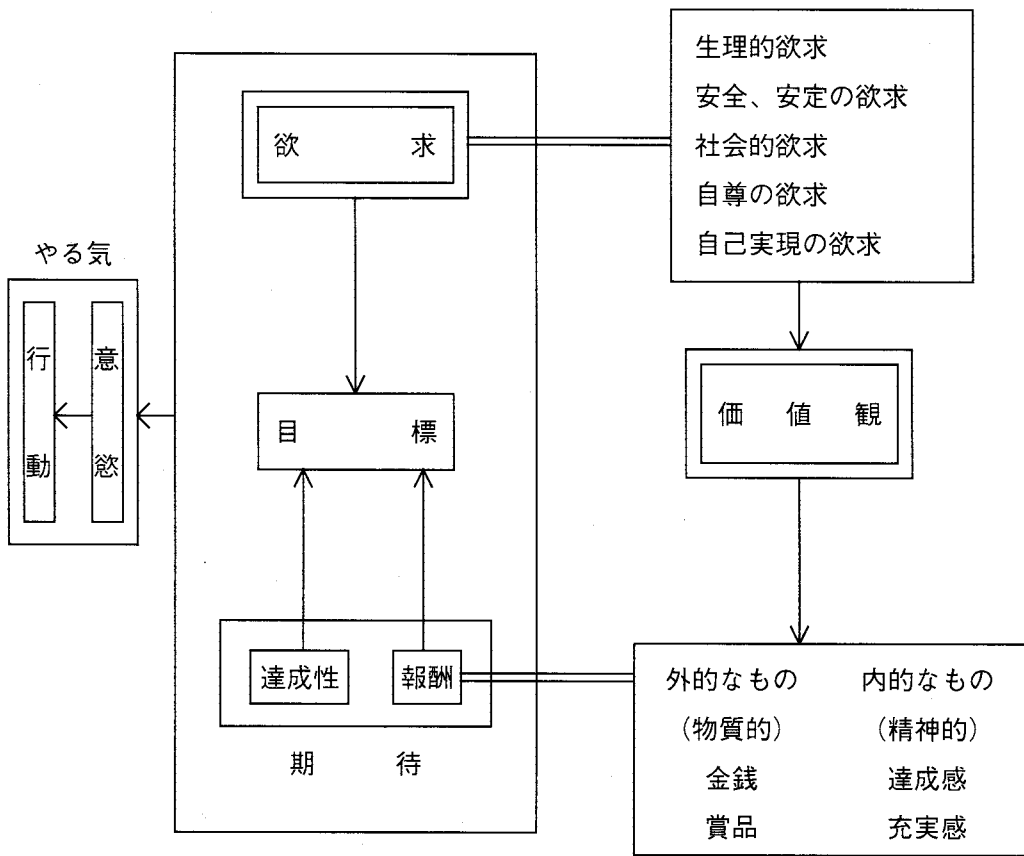 生理的欲求
安全、安定の欲求
社会的欲求
自尊の欲求
自己実現の欲求
欲求
やる気
行動
意慾
目標
価値観
達成性
報酬
期待
外的なもの
(物質的)
金銭
賞品
内的なもの
(精神的)
達成感
充実感